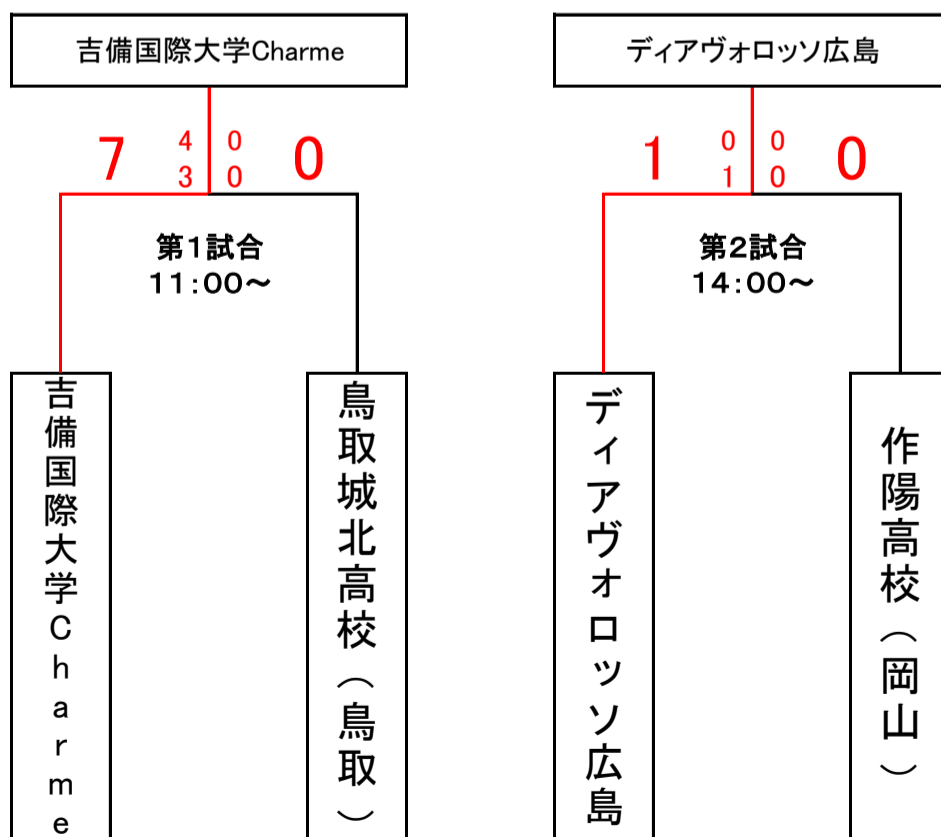 吉備国際大学Charme
7 4 0 0
3 0
第1試合
11:00～
吉備国際大学Charme
鳥取城北高校（鳥取）
ディアヴォロッソ広島
1 0 0 0
1 0
第2試合
14:00～
ディアヴォロッソ広島
作陽高校（岡山）